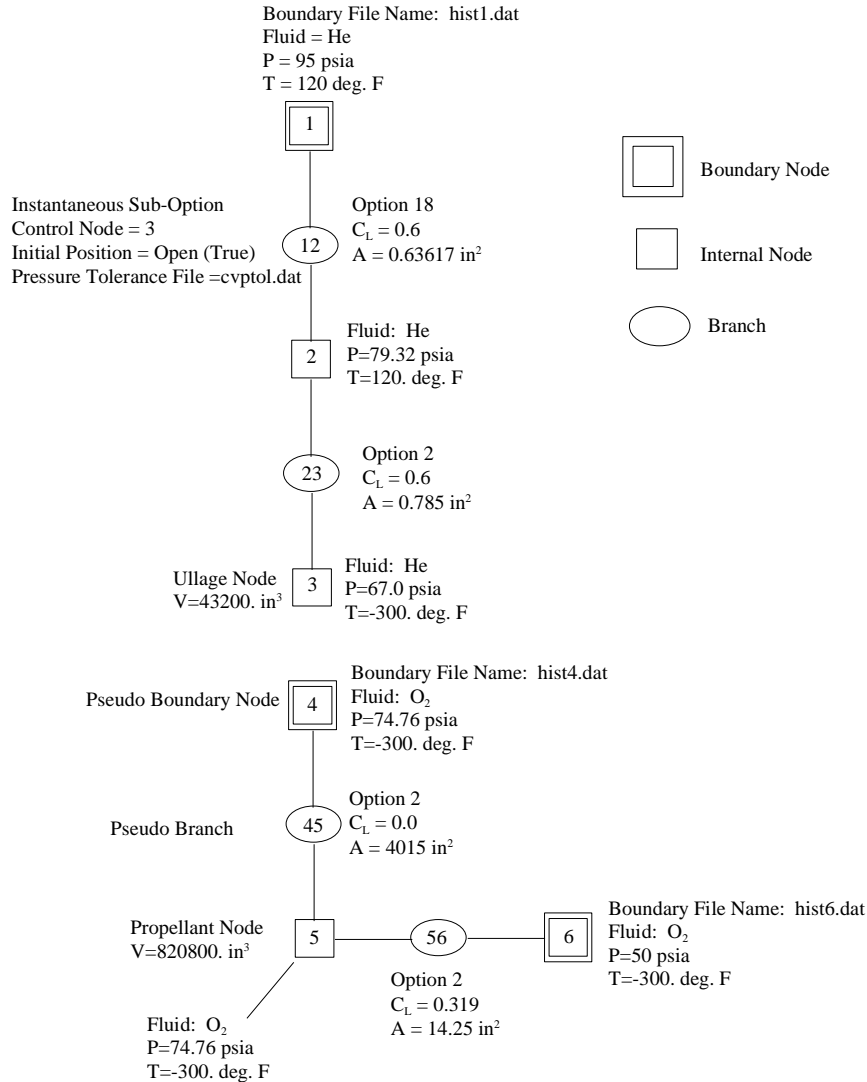 Boundary File Name: hist1.dat
Fluid = He
P = 95 psia
T = 120 deg. F
1
Boundary Node
Instantaneous Sub-Option
Control Node = 3
Initial Position = Open (True)
Pressure Tolerance File =cvptol.dat
12
Option 18
C_L = 0.6
A = 0.63617 in²
Internal Node
Branch
2
Fluid: He
P=79.32 psia
T=120. deg. F
23
Option 2
C_L = 0.6
A = 0.785 in²
Ullage Node
V=43200. in³
3
Fluid: He
P=67.0 psia
T=-300. deg. F
Pseudo Boundary Node
4
Boundary File Name: hist4.dat
Fluid: O₂
P=74.76 psia
T=-300. deg. F
Pseudo Branch
45
Option 2
C_L = 0.0
A = 4015 in²
Propellant Node
V=820800. in³
5
56
6
Boundary File Name: hist6.dat
Fluid: O₂
P=50 psia
T=-300. deg. F
Option 2
C_L = 0.319
A = 14.25 in²
Fluid: O₂
P=74.76 psia
T=-300. deg. F